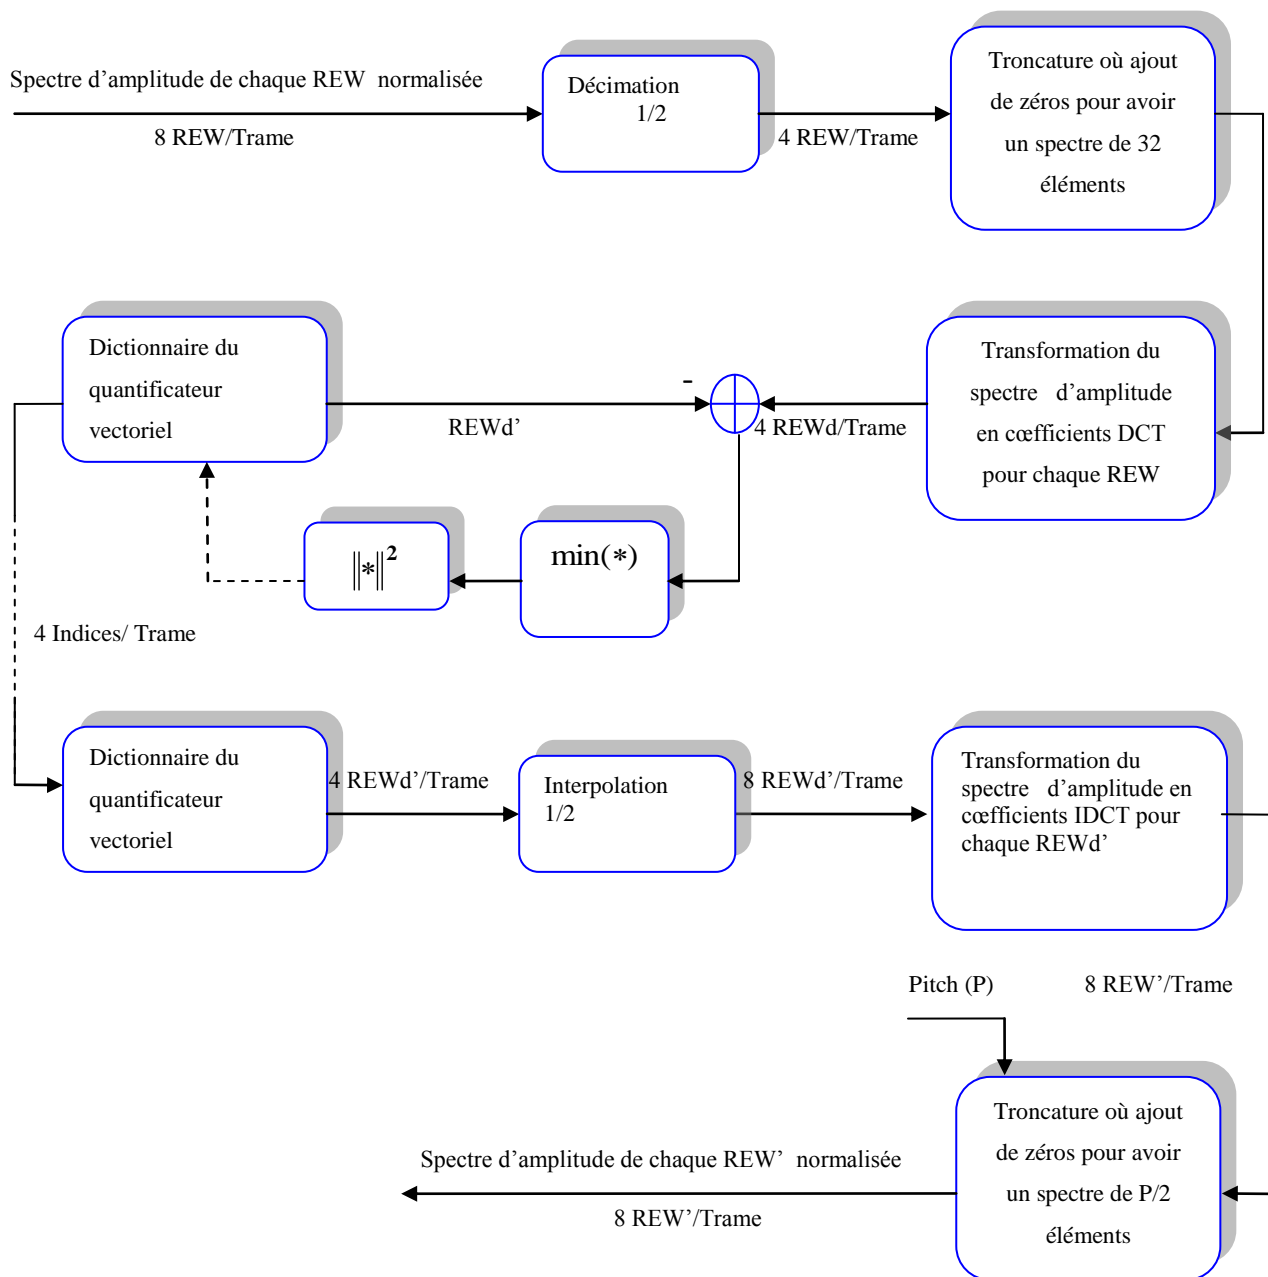 Spectre d’amplitude de chaque REW normalisée
8 REW/Trame
Décimation
1/2
4 REW/Trame
Troncature où ajout
de zéros pour avoir
un spectre de 32
éléments
Dictionnaire du
quantificateur
vectoriel
-
REWd’
4 REWd/Trame
Transformation du
spectre d’amplitude
en cœfficients DCT
pour chaque REW
‖*‖²
min(*)
4 Indices/ Trame
Dictionnaire du
quantificateur
vectoriel
4 REWd’/Trame
Interpolation
1/2
8 REWd’/Trame
Transformation du
spectre d’amplitude en
cœfficients IDCT pour
chaque REWd’
Pitch (P)
8 REW’/Trame
Troncature où ajout
de zéros pour avoir
un spectre de P/2
éléments
Spectre d’amplitude de chaque REW’ normalisée
8 REW’/Trame